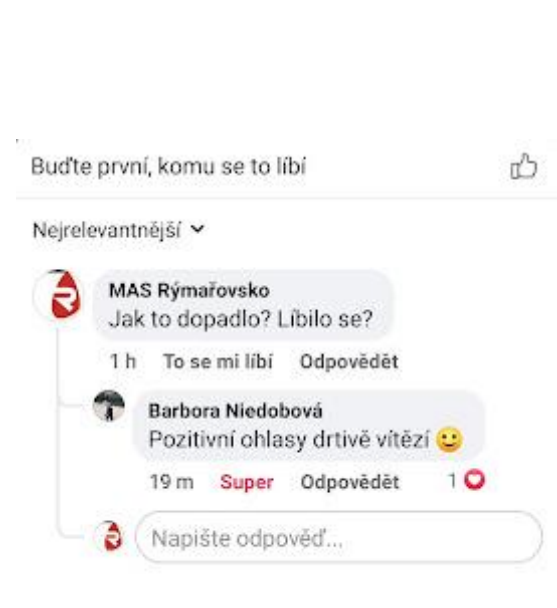 Buďte první, komu se to líbí
Nejrelevantnější
MAS Rýmařovsko
Jak to dopadlo? Líbilo se?
1 h To se mi líbí Odpovědět
Barbora Niedobová
Pozitivní ohlasy drtivě vítězí 🙂
19 m Super Odpovědět 1
Napište odpověď...